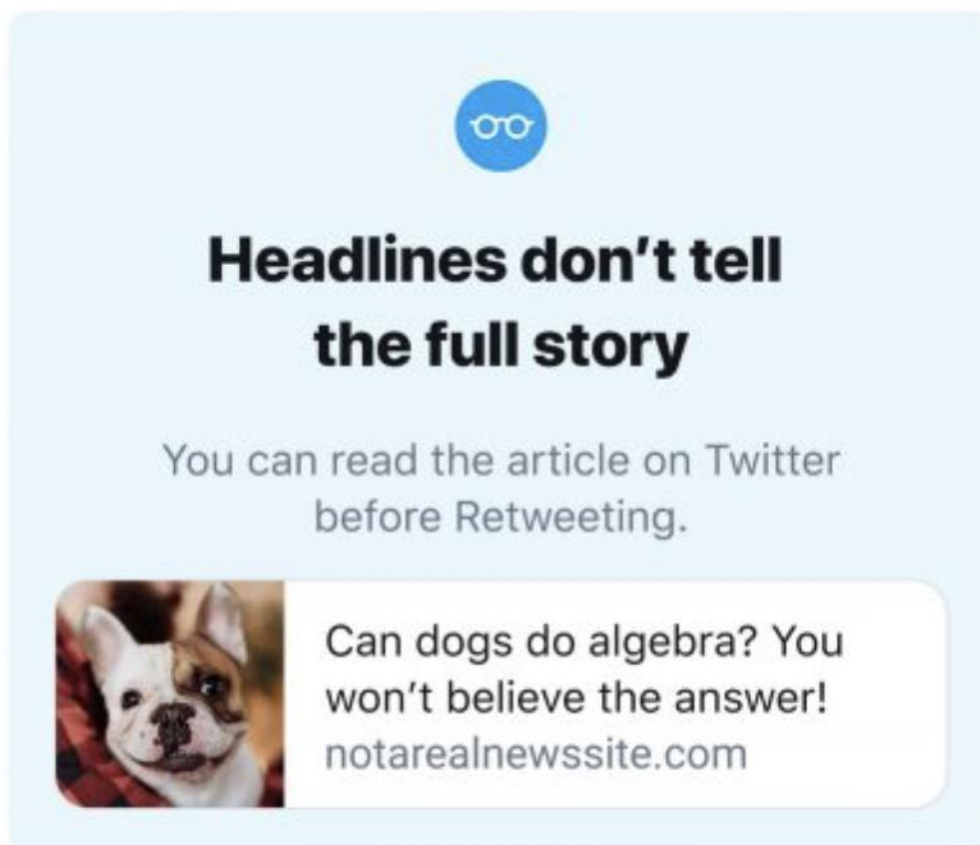 Headlines don’t tell
the full story
You can read the article on Twitter
before Retweeting.
Can dogs do algebra? You
won’t believe the answer!
notarealnewssite.com